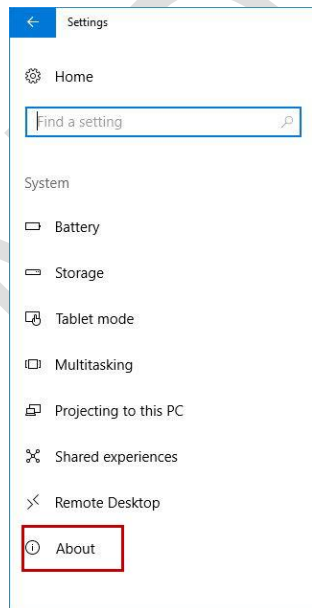 Settings
Home
Find a setting
System
Battery
Storage
Tablet mode
Multitasking
Projecting to this PC
Shared experiences
Remote Desktop
About